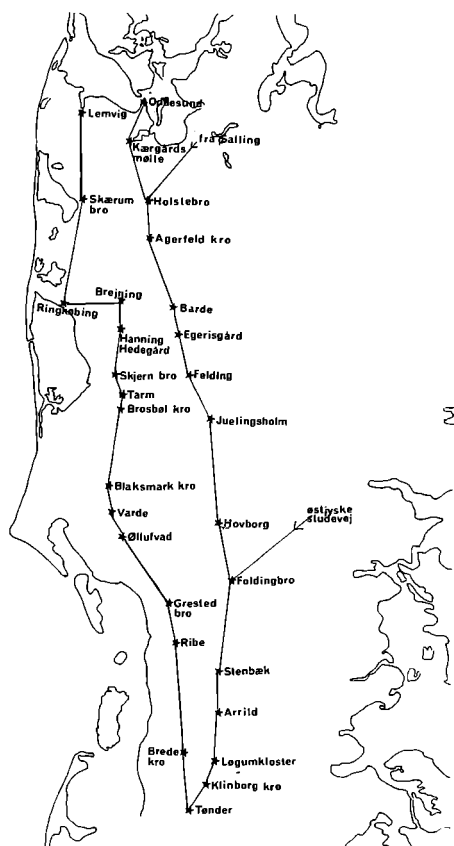 Oddesund
Lemvig
Kærgårds
mølle
fra Salling
Skærum
bro
Holstebro
Agerfeld kro
Brejning
Ringkøbing
Barde
Hanning
Hedegård
Egerisgård
Skjern bro
Felding
Tarm
Brosbøl kro
Juelingsholm
Blaksmark kro
Varde
østjyske
studevej
Hovborg
Øllufvad
Foldingbro
Grested
bro
Ribe
Stenbæk
Arrild
Brede
kro
Løgumkloster
Klinborg kro
Tønder